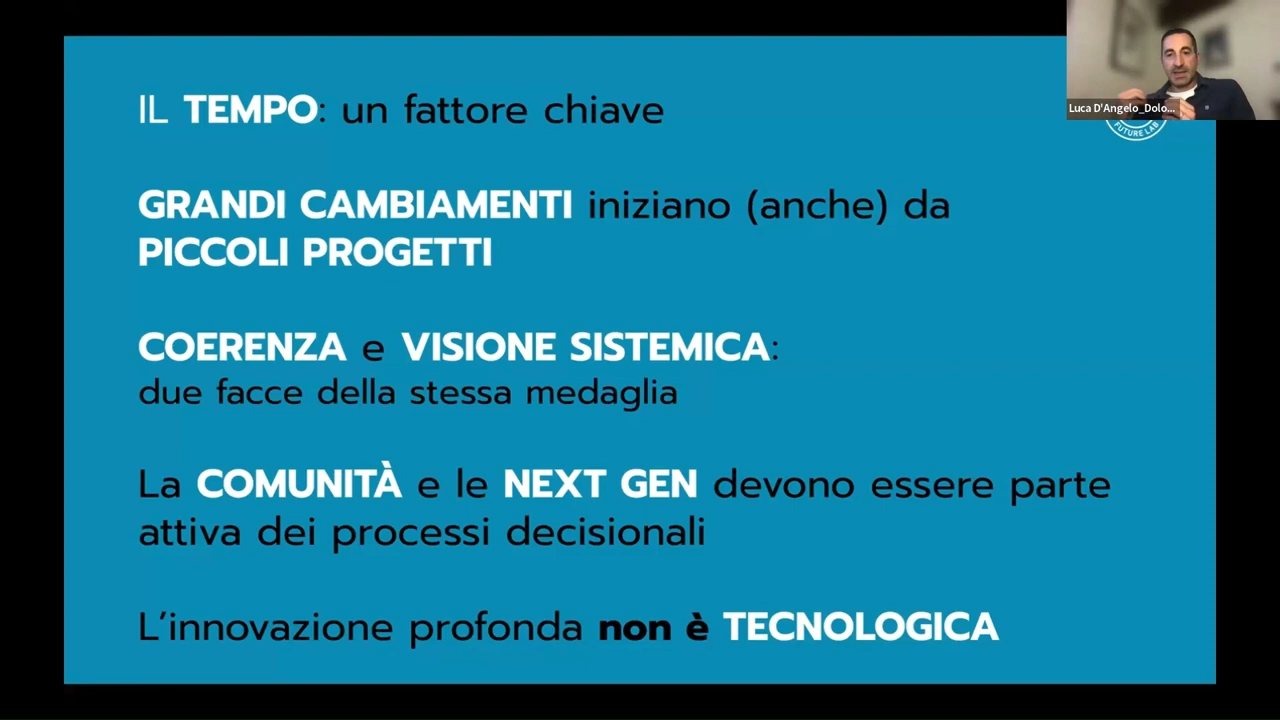 Luca D'Angelo_Dolo...
FUTURE LAB
IL TEMPO: un fattore chiave
GRANDI CAMBIAMENTI iniziano (anche) da
PICCOLI PROGETTI
COERENZA e VISIONE SISTEMICA:
due facce della stessa medaglia
La COMUNITÀ e le NEXT GEN devono essere parte
attiva dei processi decisionali
L'innovazione profonda non è TECNOLOGICA